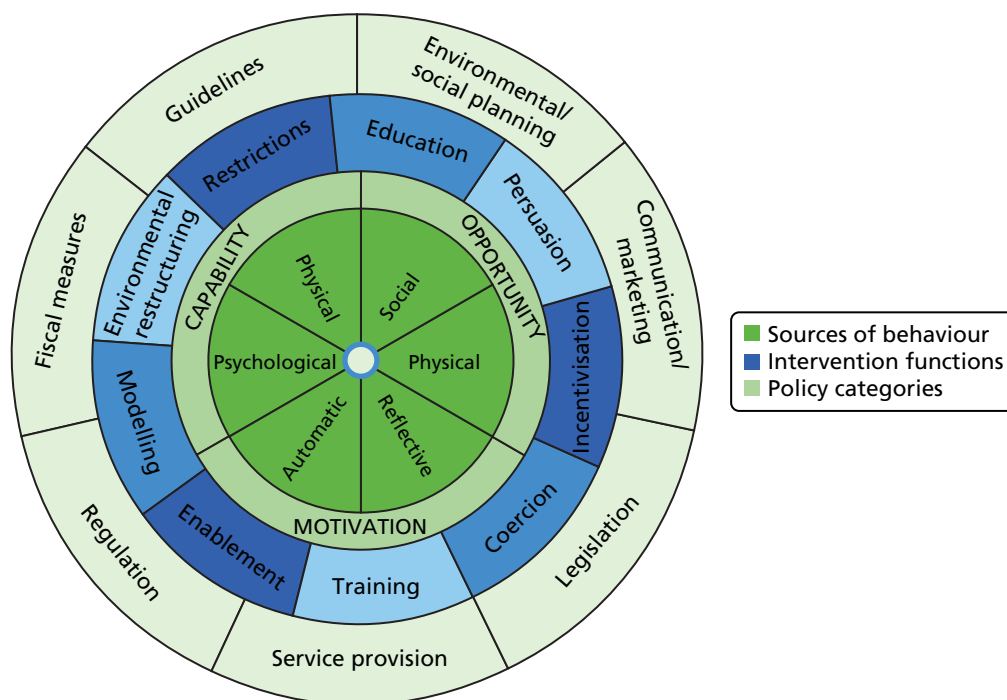 Guidelines
Environmental/
social planning
Communication/
marketing
Legislation
Service provision
Regulation
Fiscal measures
Restrictions
Education
Persuasion
Incentivisation
Coercion
Training
Enablement
Modelling
Environmental
restructuring
CAPABILITY
OPPORTUNITY
MOTIVATION
Physical
Social
Physical
Reflective
Automatic
Psychological
Sources of behaviour
Intervention functions
Policy categories